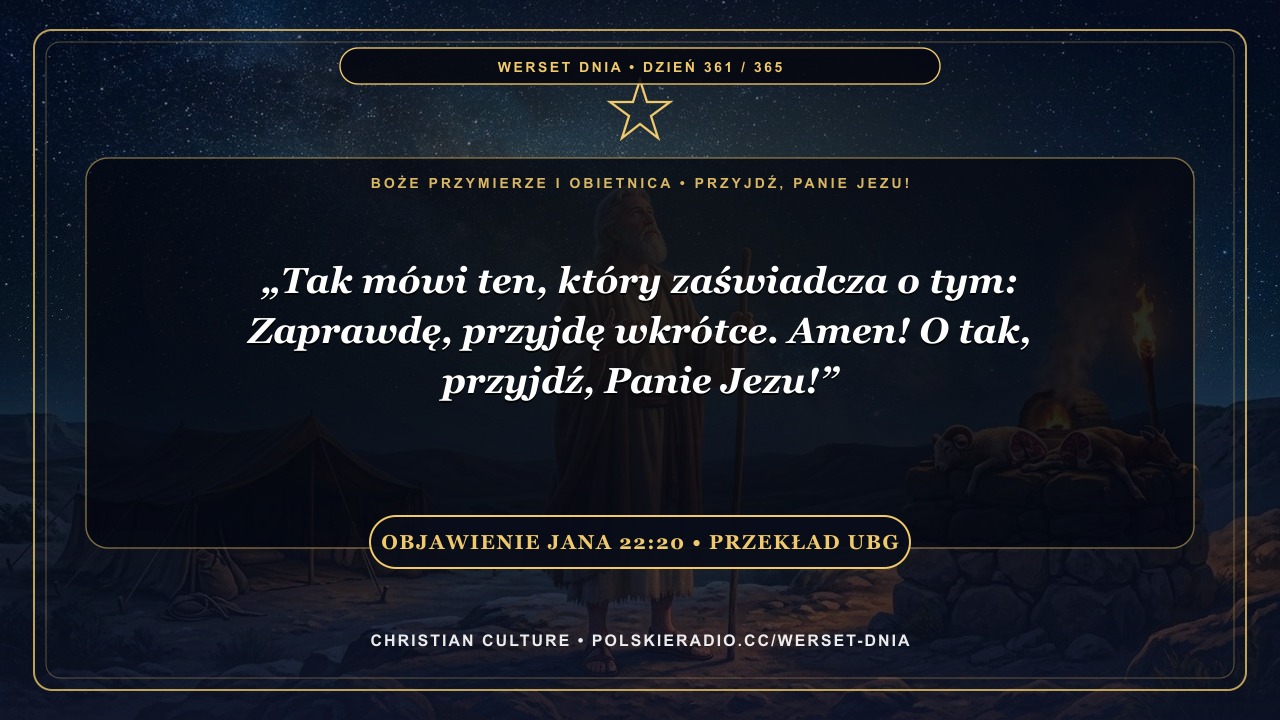 WERSET DNIA • DZIEŃ 361 / 365
BOŻE PRZYMIERZE I OBIETNICA • PRZYJDŹ, PANIE JEZU!
„Tak mówi ten, który zaświadcza o tym:
Zaprawdę, przyjdę wkrótce. Amen! O tak,
przyjdź, Panie Jezu!”
OBJAWIENIE JANA 22:20 • PRZEKŁAD UBG
CHRISTIAN CULTURE • POLSKIERADIO.CC/WERSET-DNIA